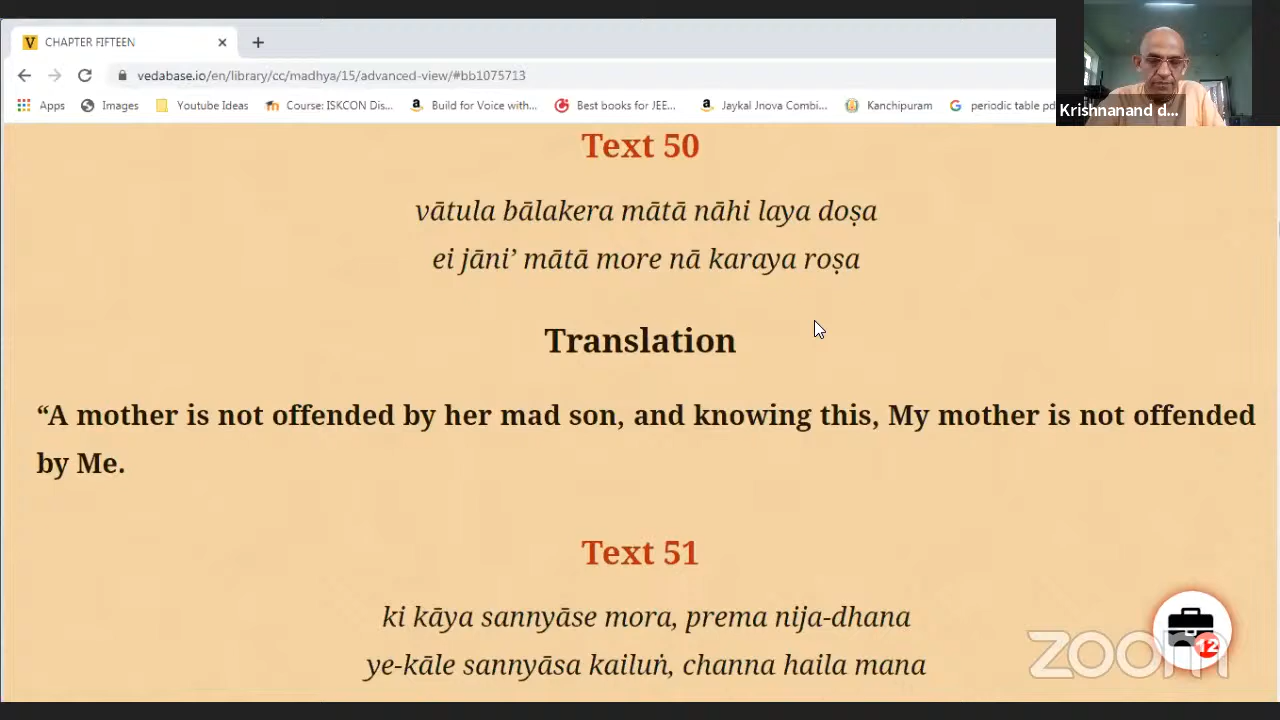 CHAPTER FIFTEEN
vedabase.io/en/library/cc/madhya/15/advanced-view/#bb1075713
Apps Images Youtube Ideas Course: ISKCON Dis... Build for Voice with... Best books for JEE... Jaykal Jnova Combi... Kanchipuram periodic table pd
Krishnanand d...
Text 50
vātula bālakera mātā nāhi laya doṣa
ei jāni’ mātā more nā karaya roṣa
Translation
“A mother is not offended by her mad son, and knowing this, My mother is not offended
by Me.
Text 51
ki kāya sannyāse mora, prema nija-dhana
ye-kāle sannyāsa kailuṅ, channa haila mana
12
zoom